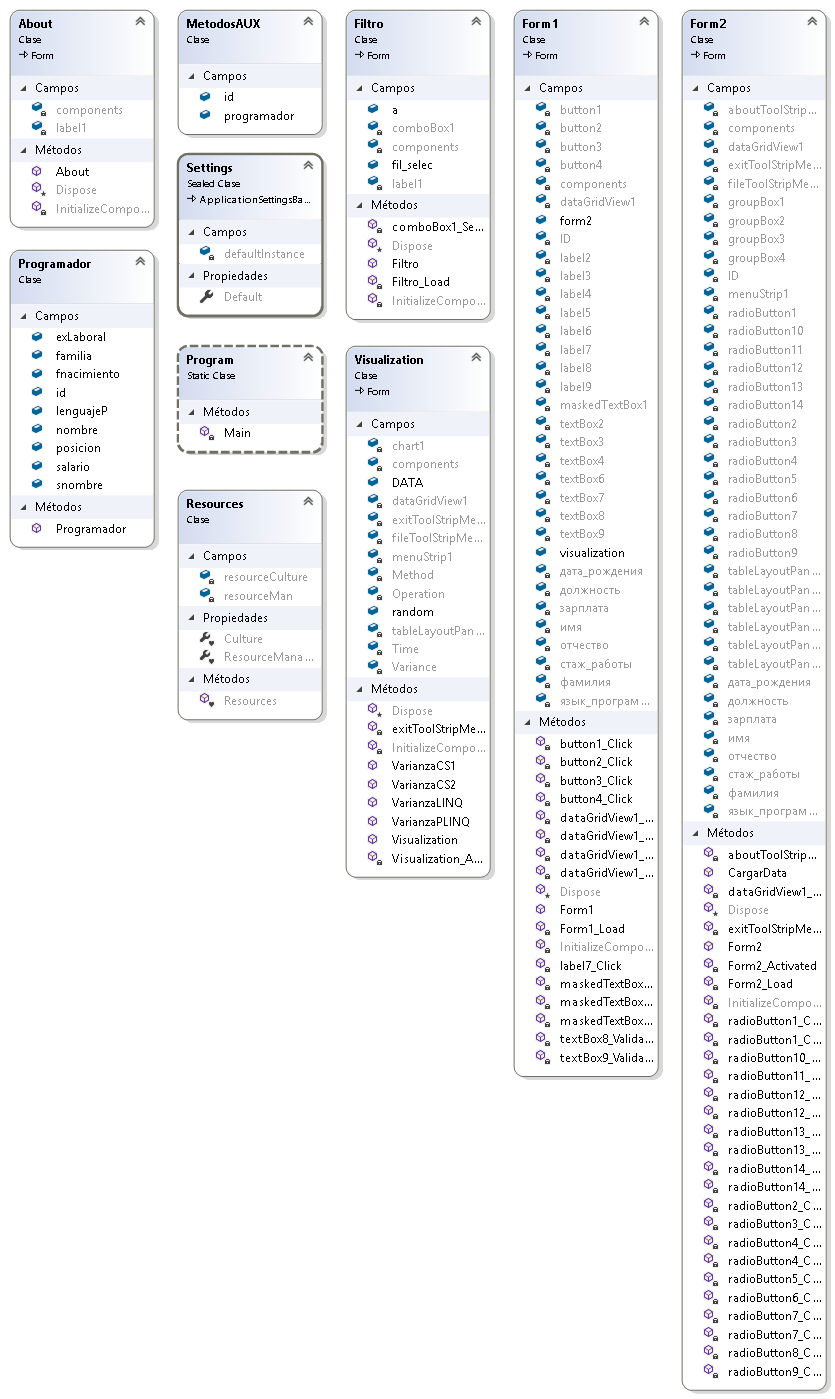 About
Clase
Form
Campos
components
label1
Métodos
About
Dispose
InitializeCompo...
Programador
Clase
Campos
exLaboral
familia
fnacimiento
id
lenguajeP
nombre
posicion
salario
snombre
Métodos
Programador
MetodosAUX
Clase
Campos
id
programador
Settings
Sealed Clase
ApplicationSettingsBa...
Campos
defaultInstance
Propiedades
Default
Program
Static Clase
Métodos
Main
Resources
Clase
Campos
resourceCulture
resourceMan
Propiedades
Culture
ResourceMana...
Métodos
Resources
Filtro
Clase
Form
Campos
a
comboBox1
components
fil_selec
label1
Métodos
comboBox1_Se...
Dispose
Filtro
Filtro_Load
InitializeCompo...
Visualization
Clase
Form
Campos
chart1
components
DATA
dataGridView1
exitToolStripMe...
fileToolStripMe...
menuStrip1
Method
Operation
random
tableLayoutPan...
Time
Variance
Métodos
Dispose
exitToolStripMe...
InitializeCompo...
VarianzaCS1
VarianzaCS2
VarianzaLINQ
VarianzaPLINQ
Visualization
Visualization_A...
Form1
Clase
Form
Campos
button1
button2
button3
button4
components
dataGridView1
form2
ID
label2
label3
label4
label5
label6
label7
label8
label9
maskedTextBox1
textBox2
textBox3
textBox4
textBox6
textBox7
textBox8
textBox9
visualization
дата_рождения
должность
зарплата
имя
отчество
стаж_работы
фамилия
язык_програм...
Métodos
button1_Click
button2_Click
button3_Click
button4_Click
dataGridView1_...
dataGridView1_...
dataGridView1_...
dataGridView1_...
Dispose
Form1
Form1_Load
InitializeCompo...
label7_Click
maskedTextBox...
maskedTextBox...
maskedTextBox...
textBox8_Valida...
textBox9_Valida...
Form2
Clase
Form
Campos
aboutToolStrip...
components
dataGridView1
exitToolStripMe...
fileToolStripMe...
groupBox1
groupBox2
groupBox3
groupBox4
ID
menuStrip1
radioButton1
radioButton10
radioButton11
radioButton12
radioButton13
radioButton14
radioButton2
radioButton3
radioButton4
radioButton5
radioButton6
radioButton7
radioButton8
radioButton9
tableLayoutPan...
tableLayoutPan...
tableLayoutPan...
tableLayoutPan...
tableLayoutPan...
tableLayoutPan...
дата_рождения
должность
зарплата
имя
отчество
стаж_работы
фамилия
язык_програм...
Métodos
aboutToolStrip...
CargarData
dataGridView1_...
Dispose
exitToolStripMe...
Form2
Form2_Activated
Form2_Load
InitializeCompo...
radioButton1_C...
radioButton1_C...
radioButton10_...
radioButton11_...
radioButton12_...
radioButton12_...
radioButton13_...
radioButton13_...
radioButton14_...
radioButton14_...
radioButton2_C...
radioButton3_C...
radioButton4_C...
radioButton4_C...
radioButton5_C...
radioButton6_C...
radioButton7_C...
radioButton7_C...
radioButton8_C...
radioButton9_C...